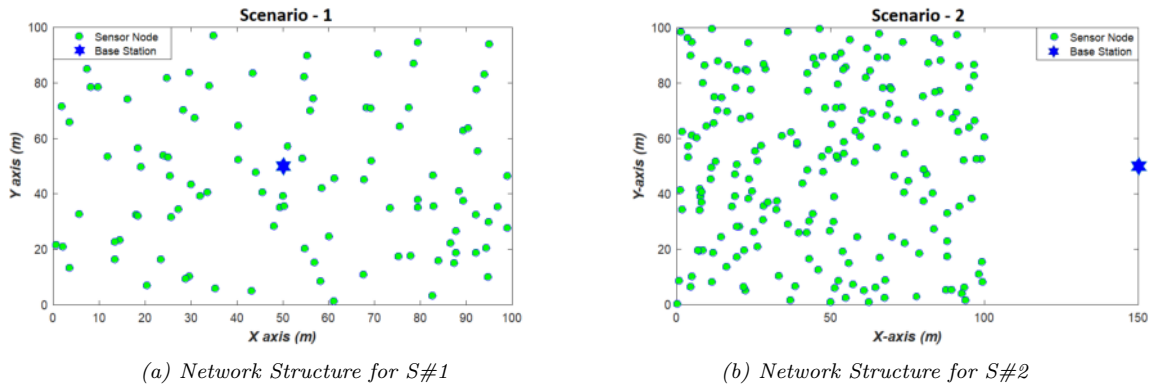 Scenario - 1
Sensor Node
Base Station
100
80
60
40
20
0
Y axis (m)
0 10 20 30 40 50 60 70 80 90 100
X axis (m)
(a) Network Structure for S#1
Scenario - 2
Sensor Node
Base Station
100
80
60
40
20
0
Y-axis (m)
0 50 100 150
X-axis (m)
(b) Network Structure for S#2